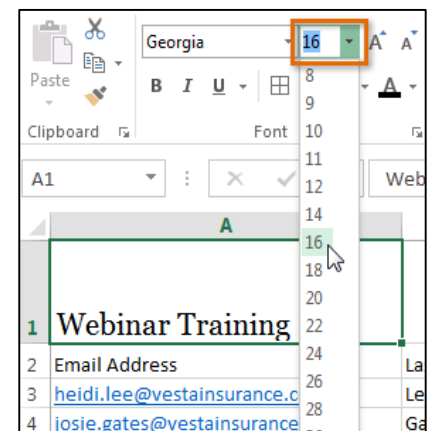 Georgia 16 A A
8
Paste B I U A
9
Clipboard Font 10
11
A1 12 Web
14
A 16
18
20
1 Webinar Training 22
24
2 Email Address La
26
3 heidi.lee@vestainsurance.c Le
28
4 josie.gates@vestainsurance Ga